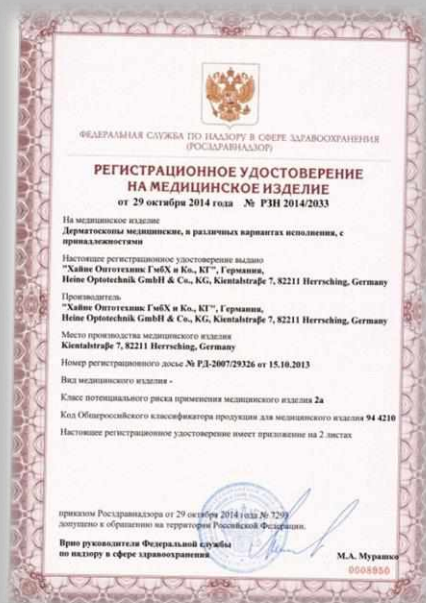 ФЕДЕРАЛЬНАЯ СЛУЖБА ПО НАДЗОРУ В СФЕРЕ ЗДРАВООХРАНЕНИЯ
(РОСЗДРАВНАДЗОР)
РЕГИСТРАЦИОННОЕ УДОСТОВЕРЕНИЕ
НА МЕДИЦИНСКОЕ ИЗДЕЛИЕ
от 29 октября 2014 года № РЗН 2014/2033
На медицинское изделие
Дерматоскопы медицинские, в различных вариантах исполнения, с
принадлежностями
Настоящее регистрационное удостоверение выдано
"Хайне Оптотехник ГмбХ и Ко., КГ", Германия,
Heine Optotechnik GmbH & Co., KG, Kientalstraβe 7, 82211 Herrsching, Germany
Производитель
"Хайне Оптотехник ГмбХ и Ко., КГ", Германия,
Heine Optotechnik GmbH & Co., KG, Kientalstraβe 7, 82211 Herrsching, Germany
Место производства медицинского изделия
Kientalstraβe 7, 82211 Herrsching, Germany
Номер регистрационного досье № РД-2007/29326 от 15.10.2013
Вид медицинского изделия -
Класс потенциального риска применения медицинского изделия 2а
Код Общероссийского классификатора продукции для медицинского изделия 94 4210
Настоящее регистрационное удостоверение имеет приложение на 2 листах
приказом Росздравнадзора от 29 октября 2014 года № 7293
допущено к обращению на территории Российской Федерации.
Врио руководителя Федеральной службы
по надзору в сфере здравоохранения
М.А. Мурашко
0008950